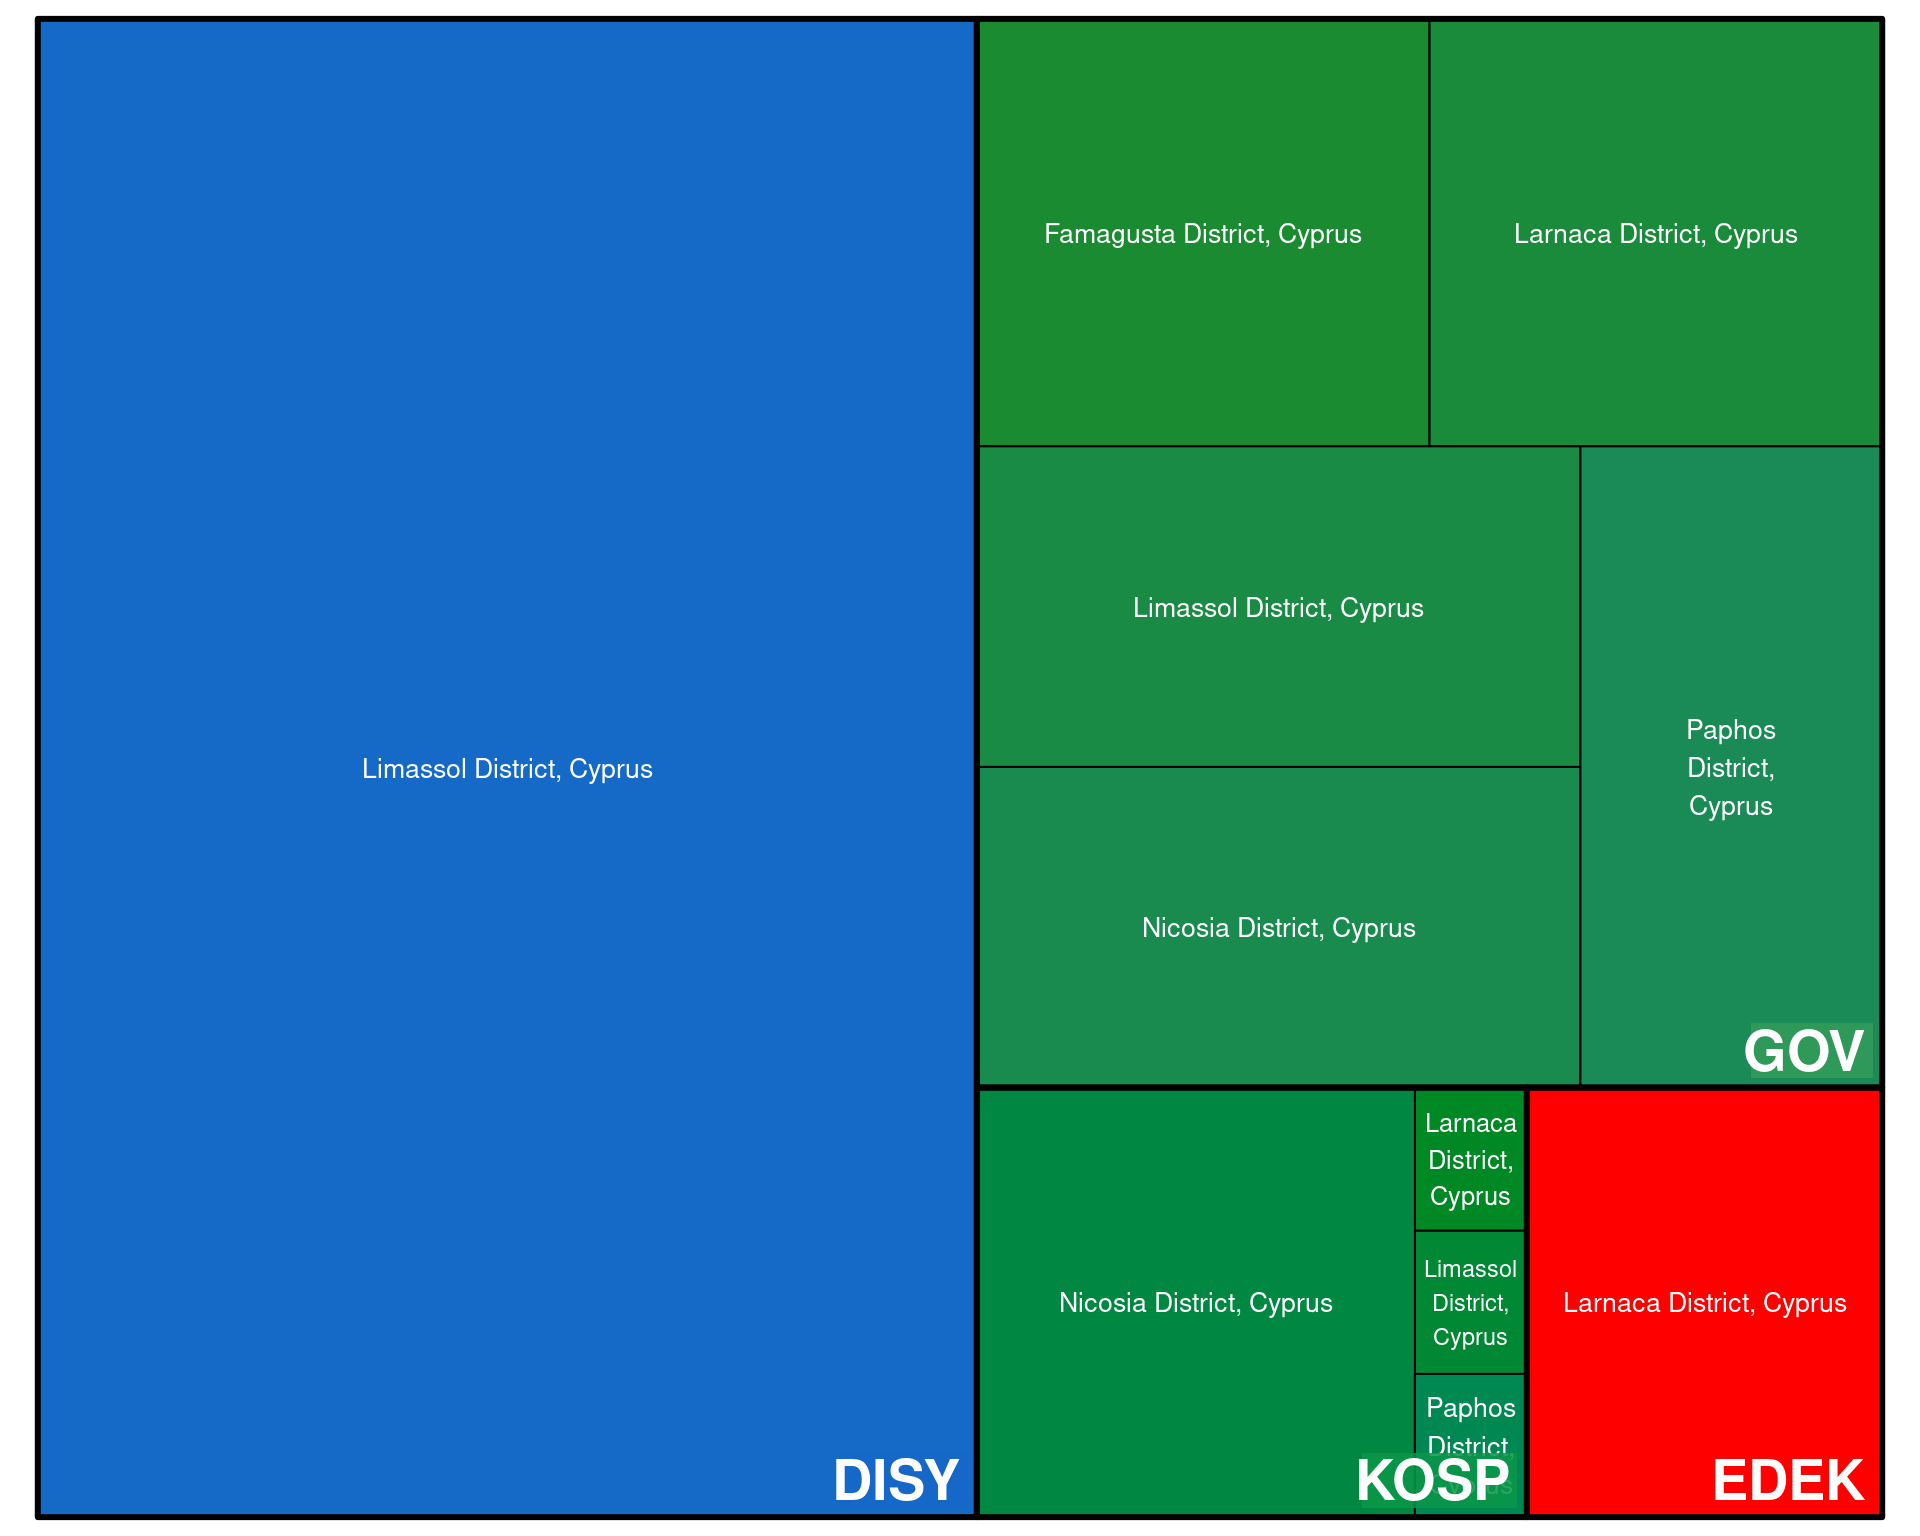 Limassol District, Cyprus
DISY
Famagusta District, Cyprus
Larnaca District, Cyprus
Limassol District, Cyprus
Nicosia District, Cyprus
Paphos
District,
Cyprus
GOV
Nicosia District, Cyprus
Larnaca
District,
Cyprus
Limassol
District,
Cyprus
Paphos
District,
KOSP
Larnaca District, Cyprus
EDEK